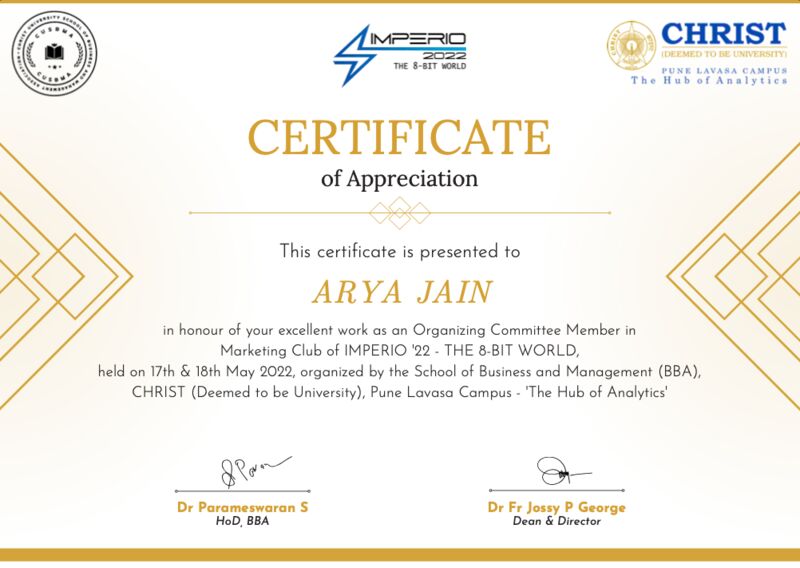 CHRIST UNIVERSITY SCHOOL OF BUSINESS AND MANAGEMENT ASSOCIATION
CUSBMA
CUSBMA
IMPERIO
2022
THE 8-BIT WORLD
CHRIST
(DEEMED TO BE UNIVERSITY)
PUNE LAVASA CAMPUS
The Hub of Analytics
CERTIFICATE
of Appreciation
This certificate is presented to
ARYA JAIN
in honour of your excellent work as an Organizing Committee Member in
Marketing Club of IMPERIO '22 - THE 8-BIT WORLD,
held on 17th & 18th May 2022, organized by the School of Business and Management (BBA),
CHRIST (Deemed to be University), Pune Lavasa Campus - 'The Hub of Analytics'
Dr Parameswaran S
HoD, BBA
Dr Fr Jossy P George
Dean & Director